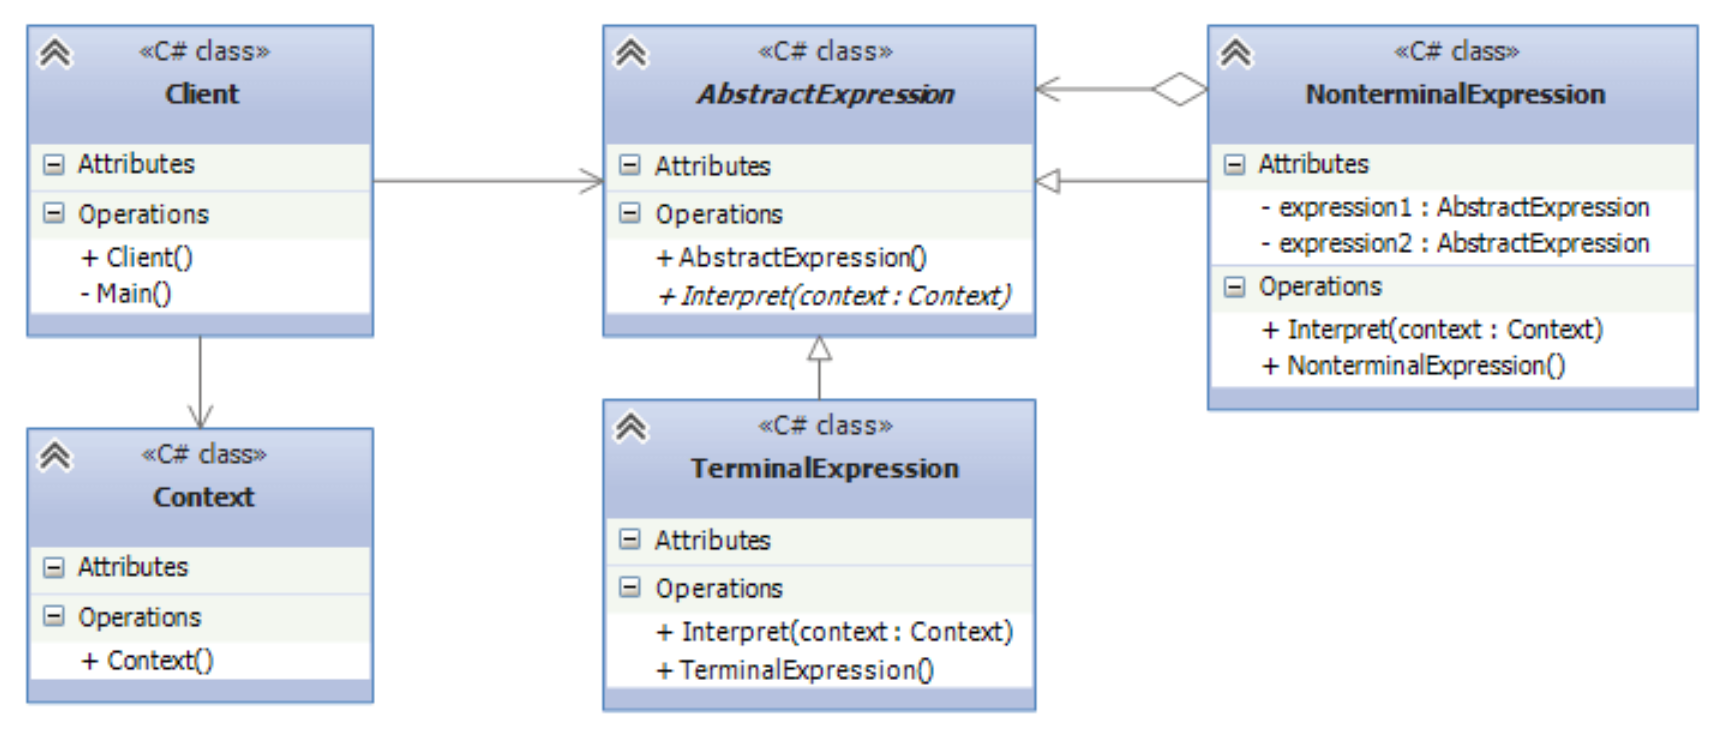 «C# class»
Client
Attributes
Operations
+ Client()
- Main()
«C# class»
AbstractExpression
Attributes
Operations
+ AbstractExpression()
+ Interpret(context : Context)
«C# class»
NonterminalExpression
Attributes
- expression1 : AbstractExpression
- expression2 : AbstractExpression
Operations
+ Interpret(context : Context)
+ NonterminalExpression()
«C# class»
Context
Attributes
Operations
+ Context()
«C# class»
TerminalExpression
Attributes
Operations
+ Interpret(context : Context)
+ TerminalExpression()